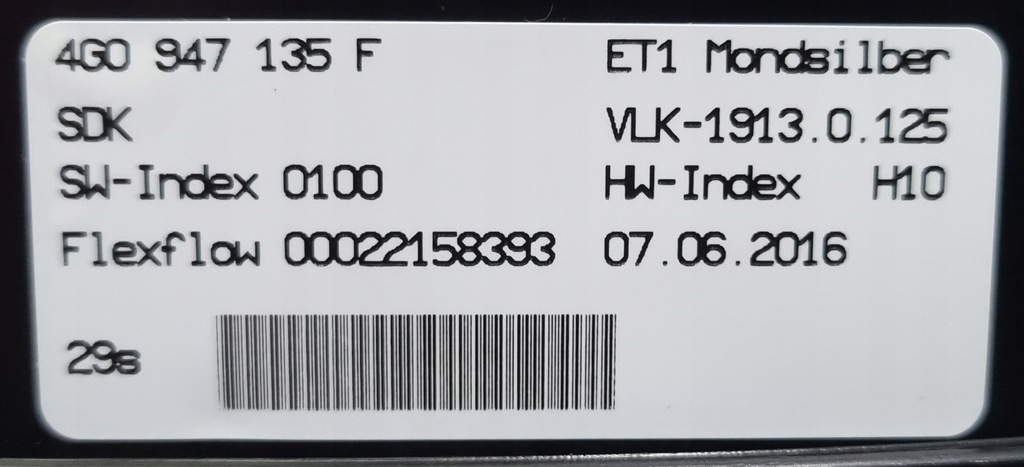 4G0 947 135 F ET1 Mondsilber
SDK VLK-1913.0.125
SW-Index 0100 HW-Index H10
Flexflow 00022158393 07.06.2016
29s